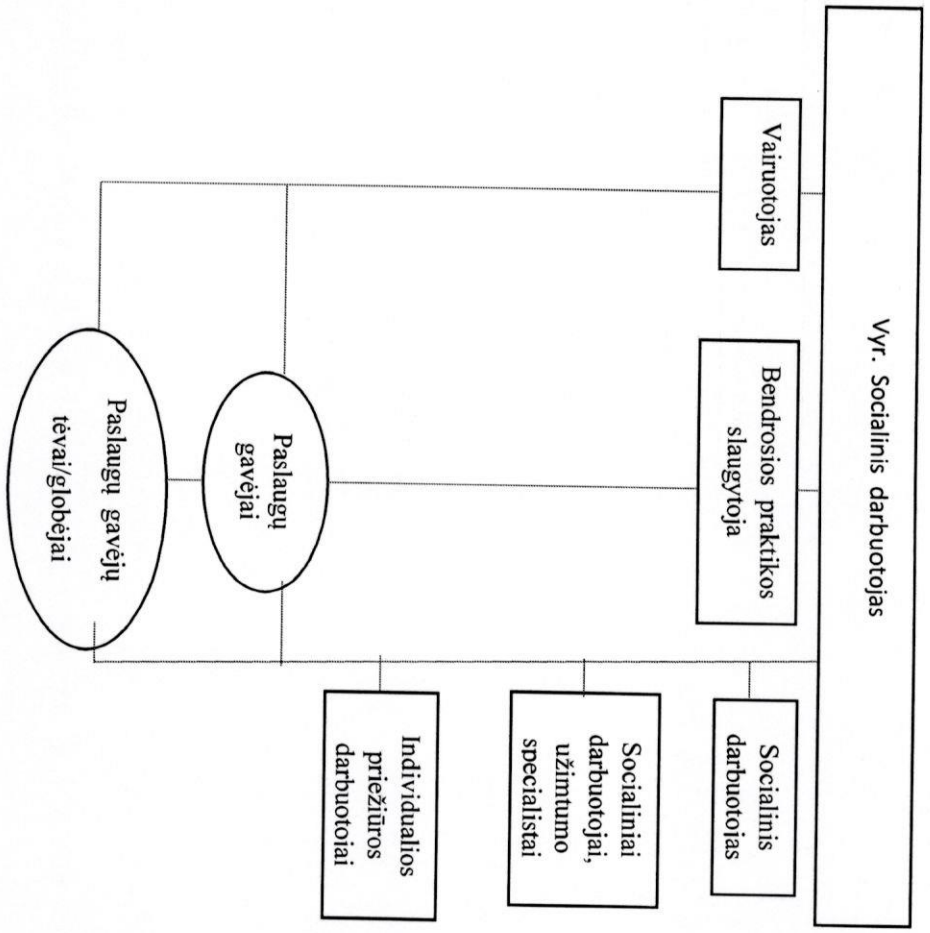 Vyr. Socialinis darbuotojas
Vairuotojas
Bendrosios praktikos
slaugytoja
Socialinis
darbuotojas
Socialiniai
darbuotojai,
užimtumo
specialistai
Individualios
priežiūros
darbuotojai
Paslaugų
gavėjai
Paslaugų gavėjų
tėvai/globėjai